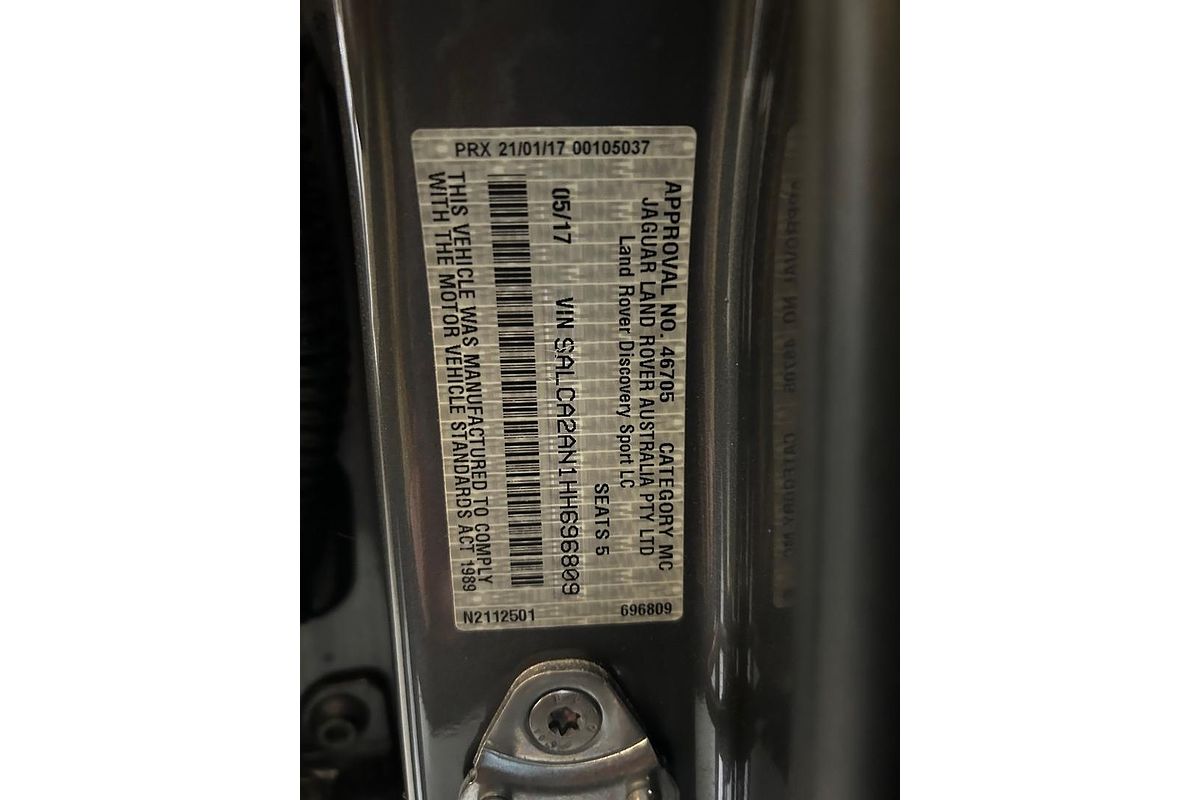 PRX 21/01/17 00105037
APPROVAL NO. 46705 CATEGORY MC
JAGUAR LAND ROVER AUSTRALIA PTY LTD
Land Rover Discovery Sport LC
SEATS 5
05/17 VIN SALCA2AN1HH696809
THIS VEHICLE WAS MANUFACTURED TO COMPLY
WITH THE MOTOR VEHICLE STANDARDS ACT 1989
N2112501 696809